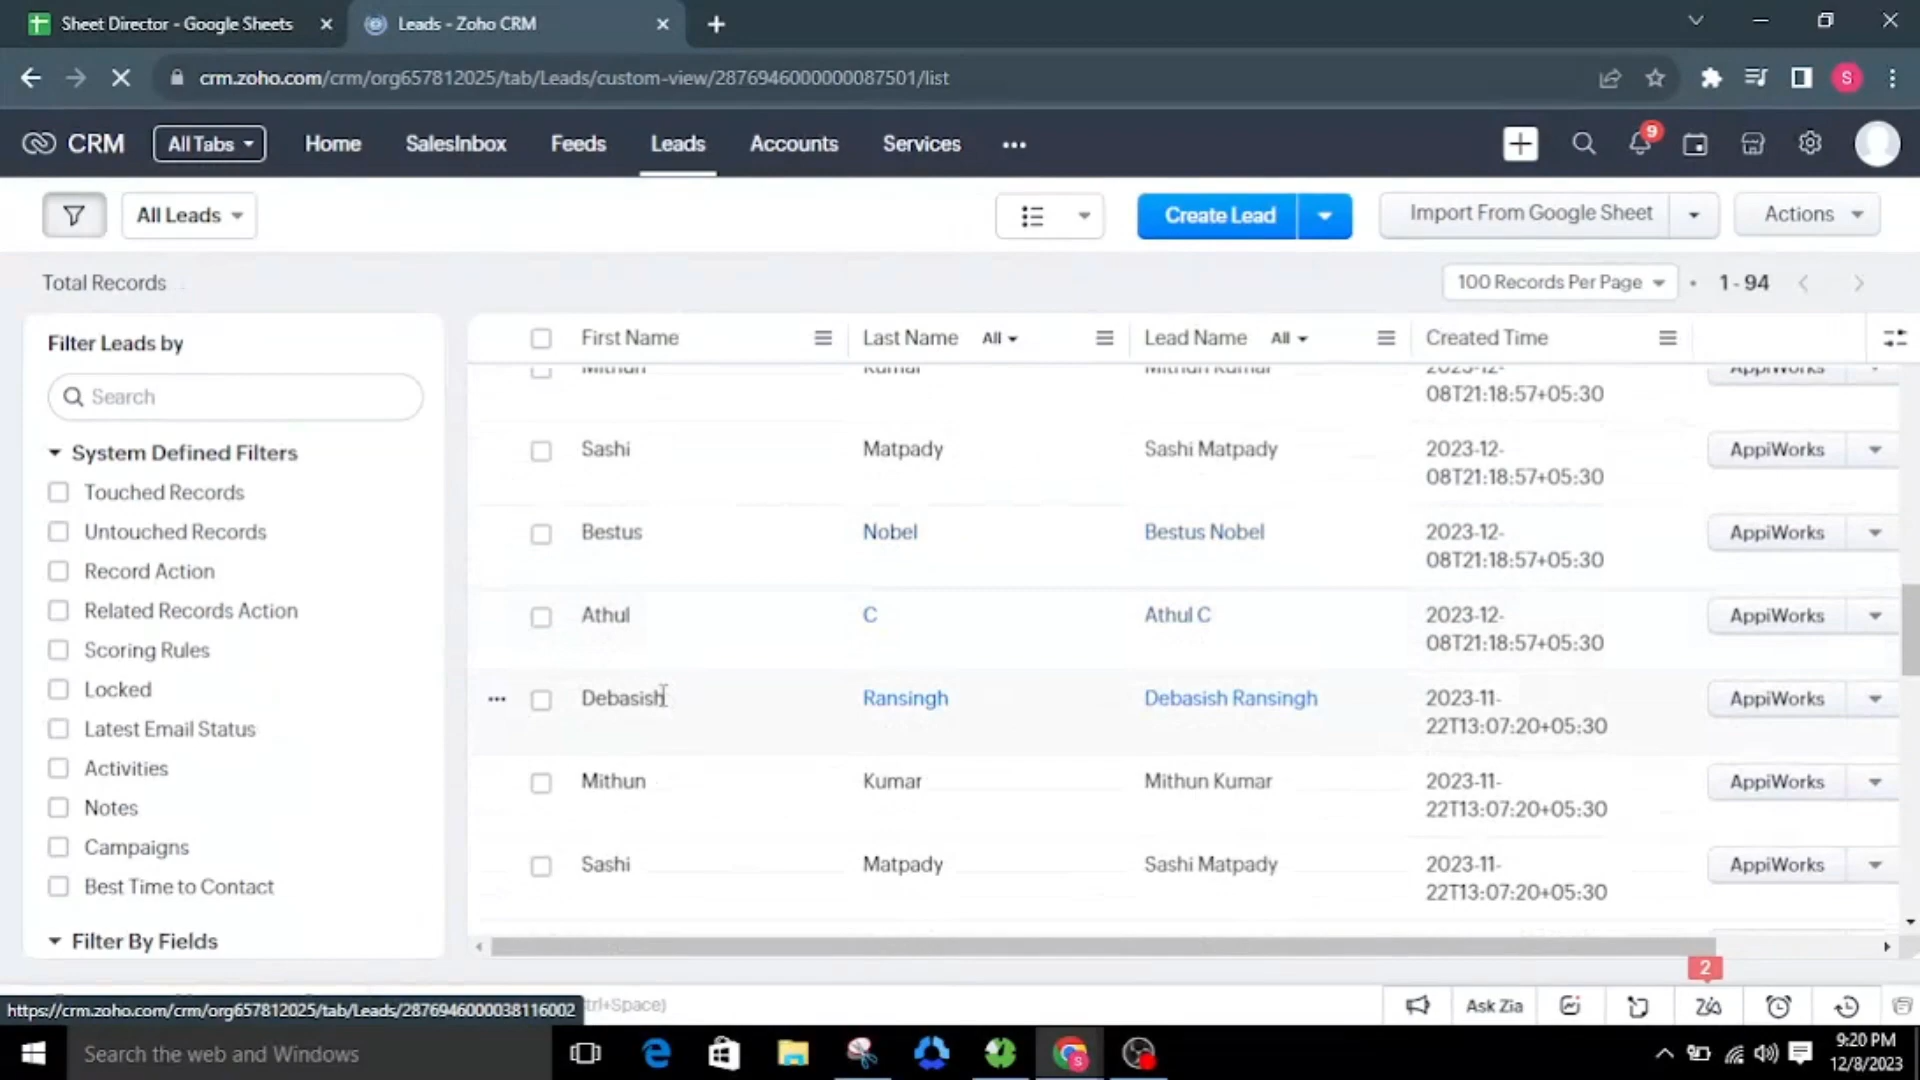 Sheet Director - Google Sheets
Leads - Zoho CRM
crm.zoho.com/crm/org657812025/tab/Leads/custom-view/2876946000000087501/list
S
CRM
All Tabs
Home
SalesInbox
Feeds
Leads
Accounts
Services
9
All Leads
Create Lead
Import From Google Sheet
Actions
Total Records
100 Records Per Page
1 - 94
Filter Leads by
Search
System Defined Filters
Touched Records
Untouched Records
Record Action
Related Records Action
Scoring Rules
Locked
Latest Email Status
Activities
Notes
Campaigns
Best Time to Contact
Filter By Fields
First Name
Last Name All
Lead Name All
Created Time
Mithun Kumar Mithun Kumar 2023-12- AppiWorks
08T21:18:57+05:30
Sashi Matpady Sashi Matpady 2023-12- AppiWorks
08T21:18:57+05:30
Bestus Nobel Bestus Nobel 2023-12- AppiWorks
08T21:18:57+05:30
Athul C Athul C 2023-12- AppiWorks
08T21:18:57+05:30
Debasish Ransingh Debasish Ransingh 2023-11- AppiWorks
22T13:07:20+05:30
Mithun Kumar Mithun Kumar 2023-11- AppiWorks
22T13:07:20+05:30
Sashi Matpady Sashi Matpady 2023-11- AppiWorks
22T13:07:20+05:30
2
https://crm.zoho.com/crm/org657812025/tab/Leads/2876946000038116002
trl+Space)
Ask Zia
Search the web and Windows
S
9:20 PM
12/8/2023